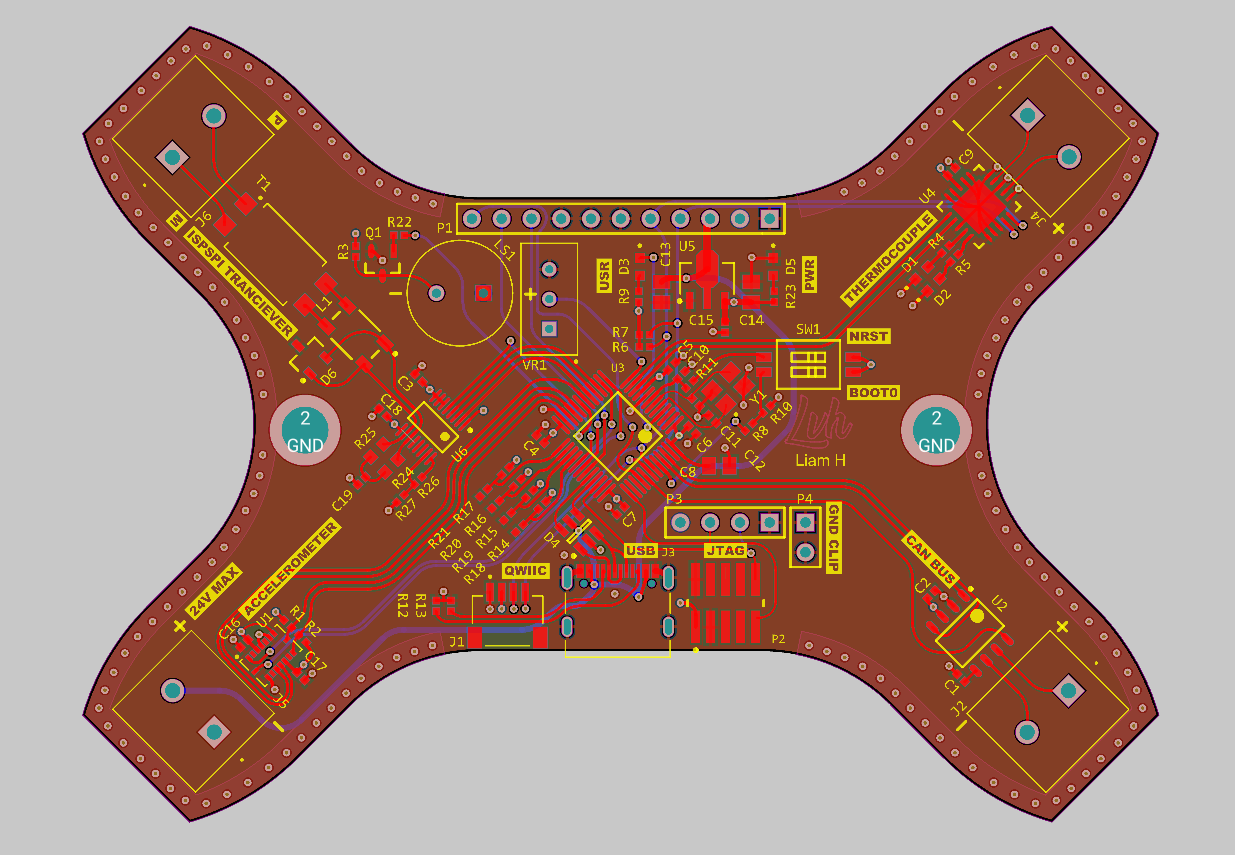 P
T1
J6
IM
ISPSPI TRANCIEVER
R22
Q1
R3
P1
LS1
+
−
VR1
USR
D3
R9
C13
U5
D5
PWR
R23
C15
C14
R7
R6
U3
SW1
NRST
BOOT0
C9
U4
J4
−
+
THERMOCOUPLE
R4
R5
D1
D2
L1
D6
C3
C18
R25
U6
R24
R26
R27
C19
2
GND
C5
C10
R11
Y1
R10
R8
C6
C11
C12
C8
Luh
Liam H
2
GND
C4
C7
R17
R16
R15
R14
R21
R20
R19
R18
D4
P3
P4
GND CLIP
USB
J3
JTAG
P2
QWIIC
R12
R13
J1
24V MAX
ACCELEROMETER
C16
U1
R1
R2
C17
J5
+
−
CAN BUS
C2
U2
C1
J2
+
−